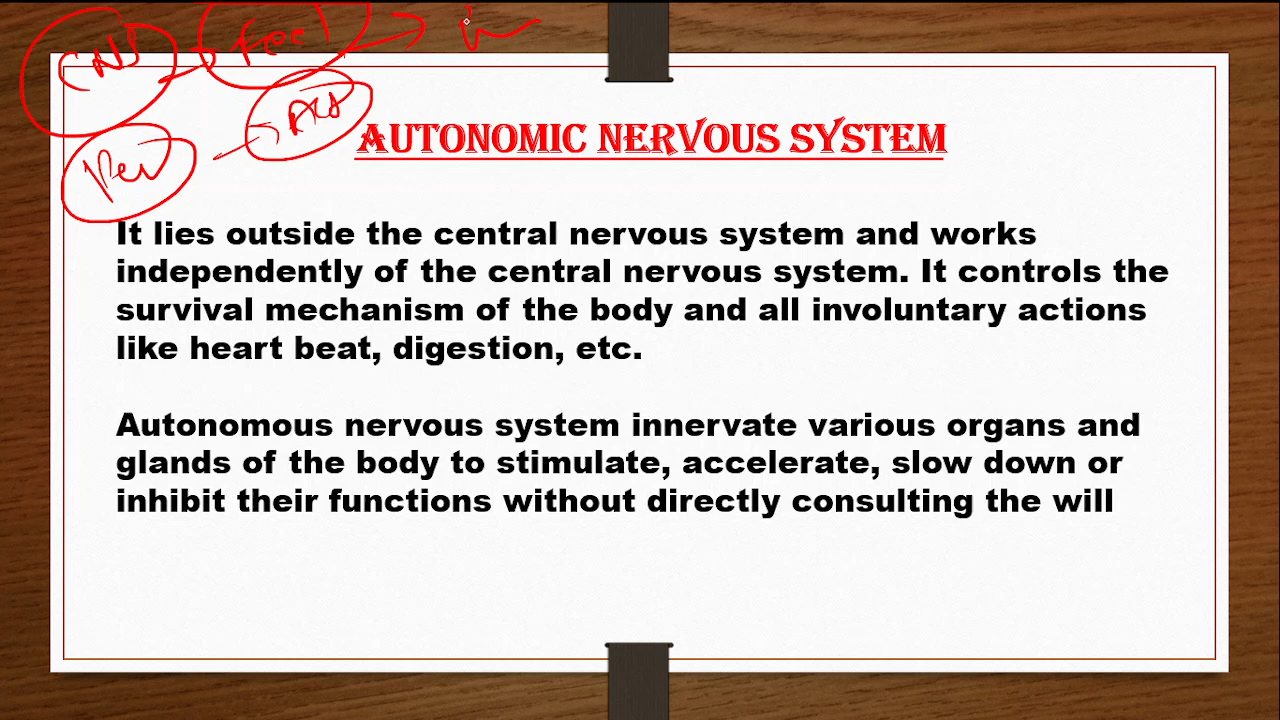 CNS
AUTONOMIC NERVOUS SYSTEM
It lies outside the central nervous system and works
independently of the central nervous system. It controls the
survival mechanism of the body and all involuntary actions
like heart beat, digestion, etc.
Autonomous nervous system innervate various organs and
glands of the body to stimulate, accelerate, slow down or
inhibit their functions without directly consulting the will